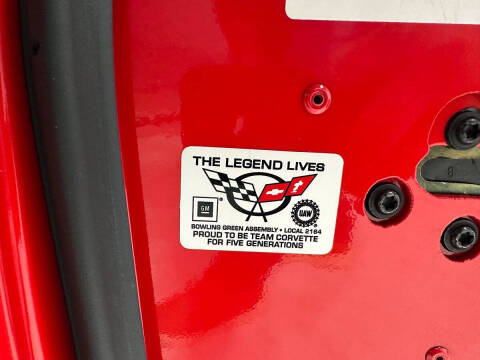 THE LEGEND LIVES
GM
UAW
BOWLING GREEN ASSEMBLY • LOCAL 2164
PROUD TO BE TEAM CORVETTE
FOR FIVE GENERATIONS